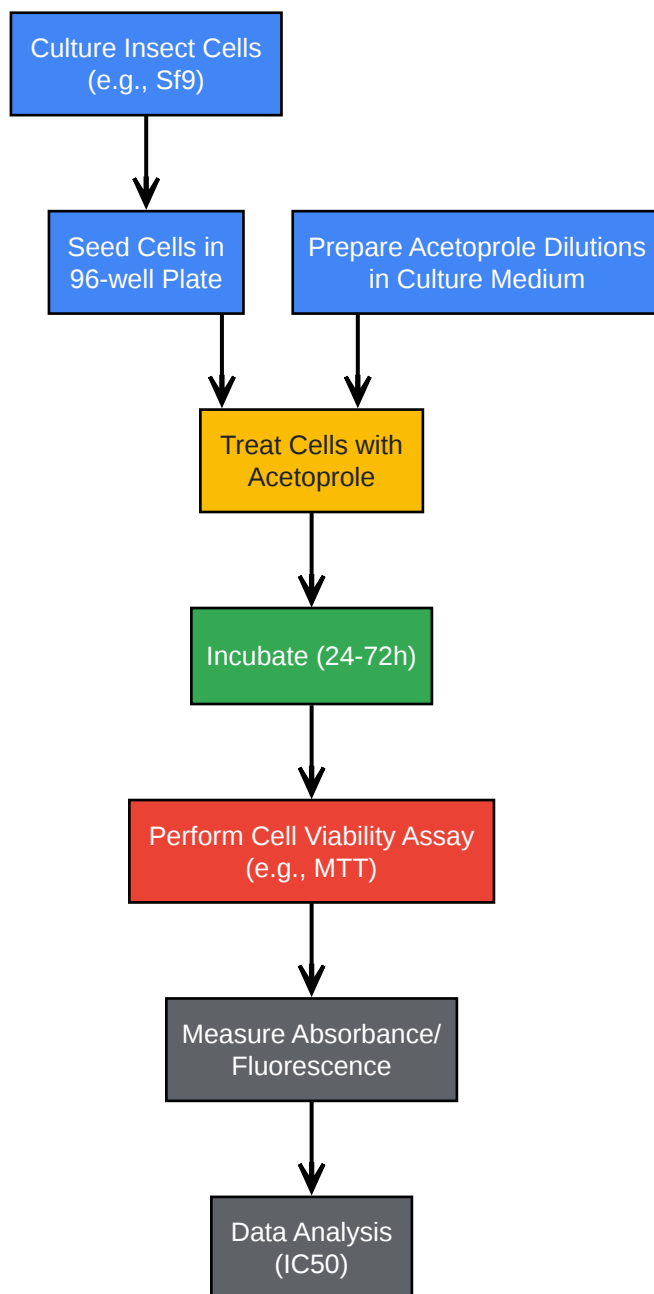 Culture Insect Cells
(e.g., Sf9)
Seed Cells in
96-well Plate
Prepare Acetoprole Dilutions
in Culture Medium
Treat Cells with
Acetoprole
Incubate (24-72h)
Perform Cell Viability Assay
(e.g., MTT)
Measure Absorbance/
Fluorescence
Data Analysis
(IC50)